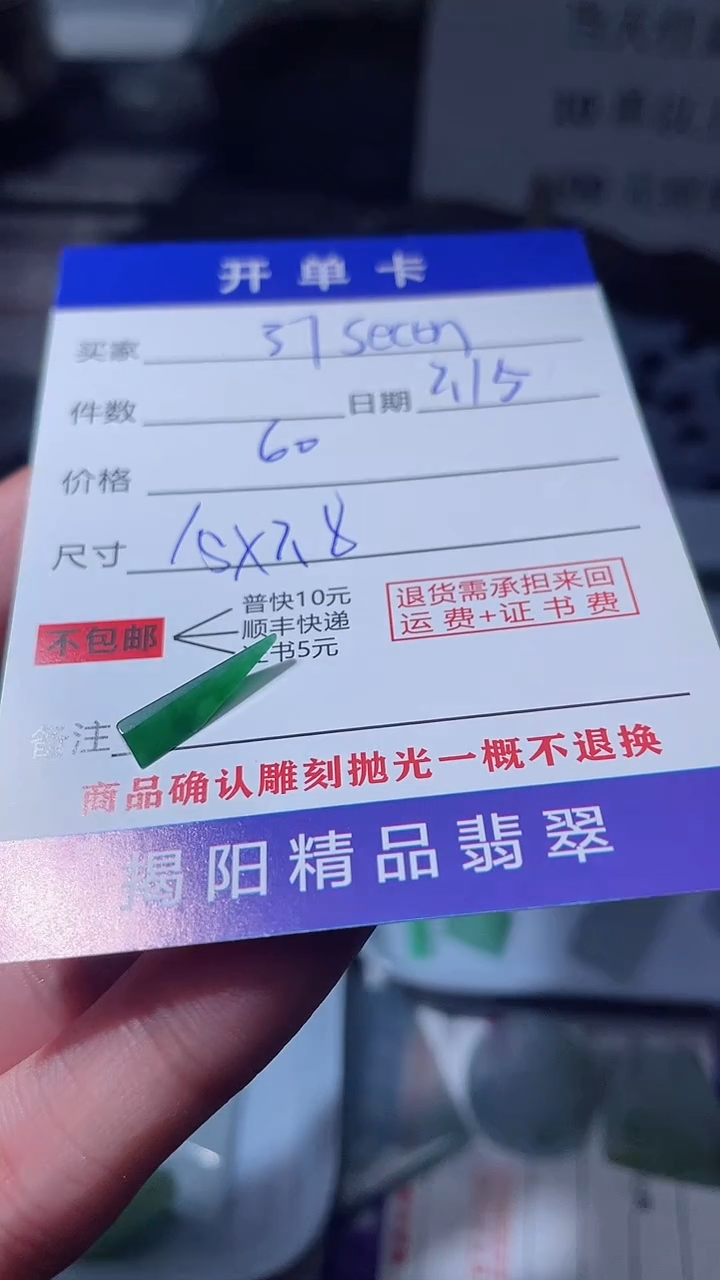 开单卡
买家 37 Secon
件数 日期 2.15
价格 60
尺寸 15X7.8
不包邮
普快10元
顺丰快递
证书5元
退货需承担来回
运费+证书费
备注
商品确认雕刻抛光一概不退换
揭阳精品翡翠